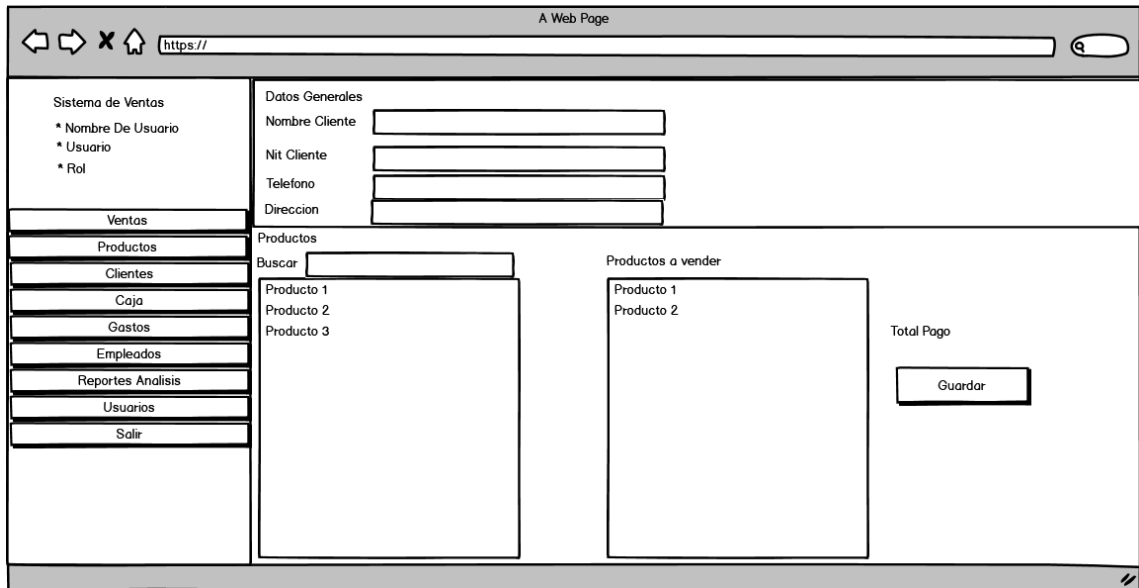 A Web Page
https://
Sistema de Ventas
* Nombre De Usuario
* Usuario
* Rol
Ventas
Productos
Clientes
Caja
Gastos
Empleados
Reportes Analisis
Usuarios
Salir
Datos Generales
Nombre Cliente
Nit Cliente
Telefono
Direccion
Productos
Buscar
Producto 1
Producto 2
Producto 3
Productos a vender
Producto 1
Producto 2
Total Pago
Guardar